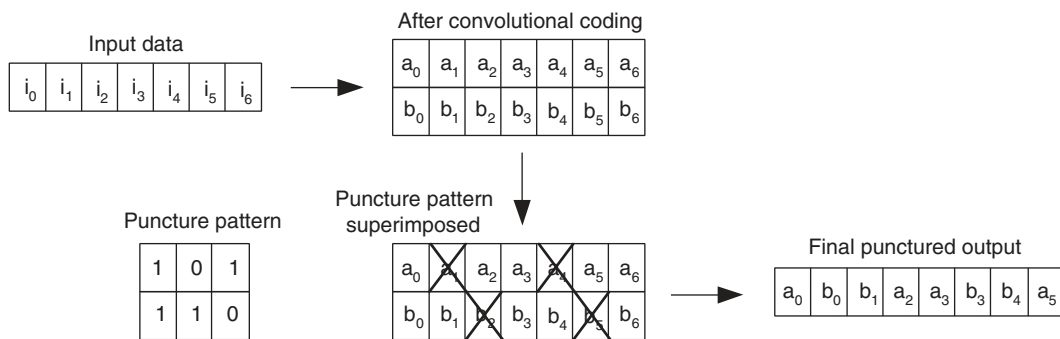 After convolutional coding
Input data
i₀ i₁ i₂ i₃ i₄ i₅ i₆
a₀ a₁ a₂ a₃ a₄ a₅ a₆
b₀ b₁ b₂ b₃ b₄ b₅ b₆
Puncture pattern
superimposed
Puncture pattern
1 0 1
1 1 0
a₀ a₁ a₂ a₃ a₄ a₅ a₆
b₀ b₁ b₂ b₃ b₄ b₅ b₆
Final punctured output
a₀ b₀ b₁ a₂ a₃ b₃ b₄ a₅